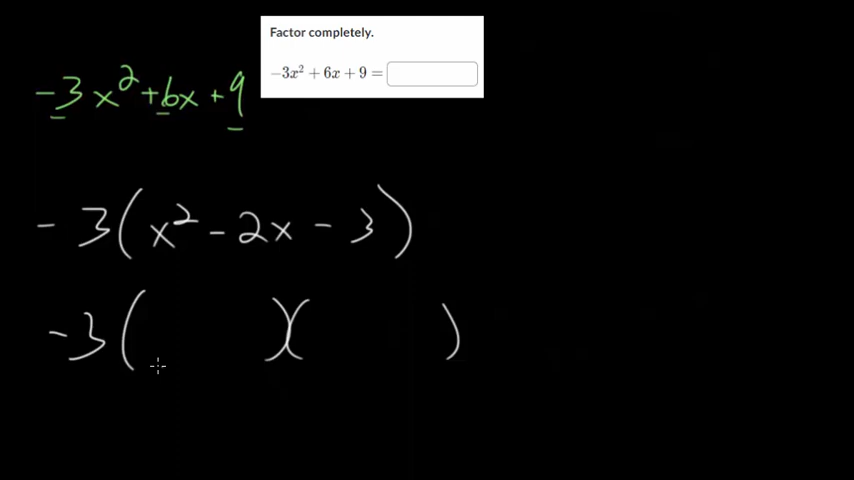 Factor completely.
−3x² + 6x + 9 =
-3x²+6x+9
-3(x²-2x-3)
-3(        )(        )